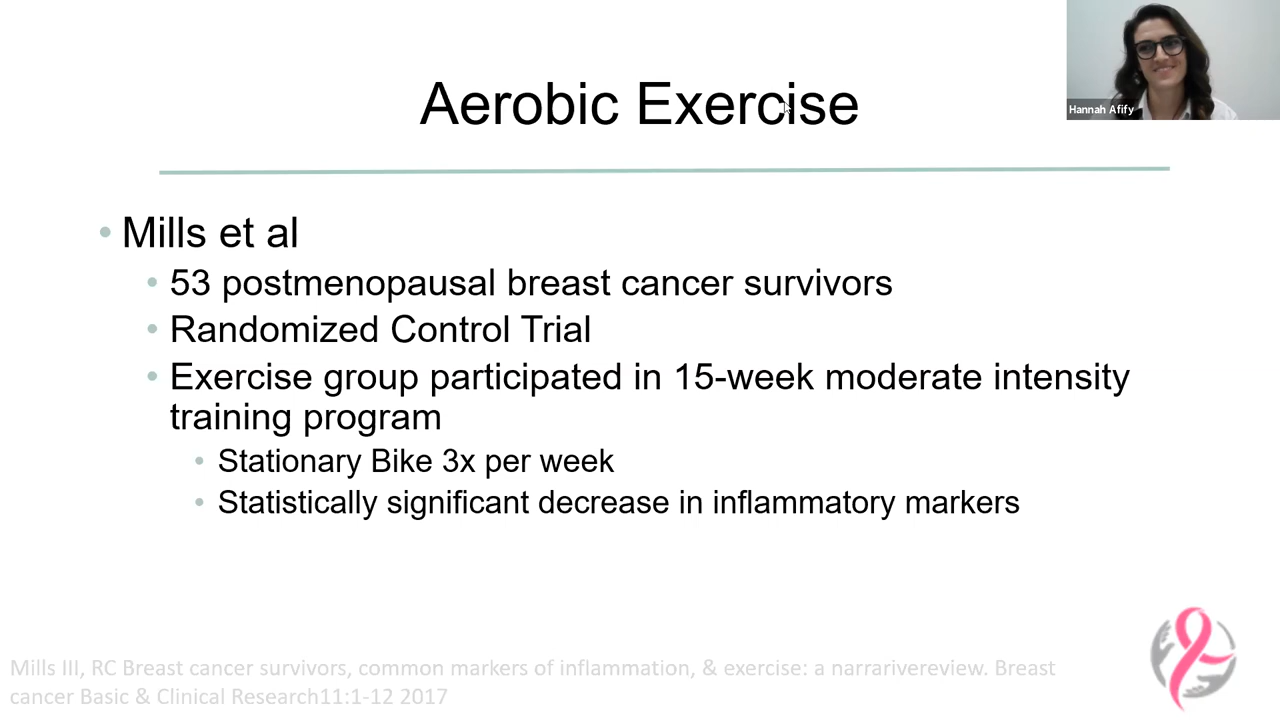 Aerobic Exercise
Hannah Afify
Mills et al
53 postmenopausal breast cancer survivors
Randomized Control Trial
Exercise group participated in 15-week moderate intensity
training program
Stationary Bike 3x per week
Statistically significant decrease in inflammatory markers
Mills III, RC Breast cancer survivors, common markers of inflammation, & exercise: a narrarivereview. Breast
cancer Basic & Clinical Research11:1-12 2017